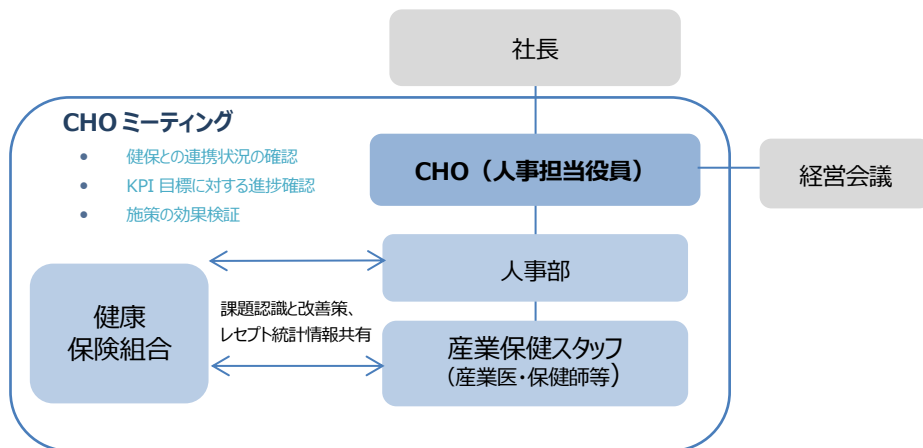 社長
CHO ミーティング
• 健保との連携状況の確認
• KPI 目標に対する進捗確認
• 施策の効果検証
CHO（人事担当役員）
経営会議
人事部
健康
保険組合
課題認識と改善策、
レセプト統計情報共有
産業保健スタッフ
（産業医・保健師等）